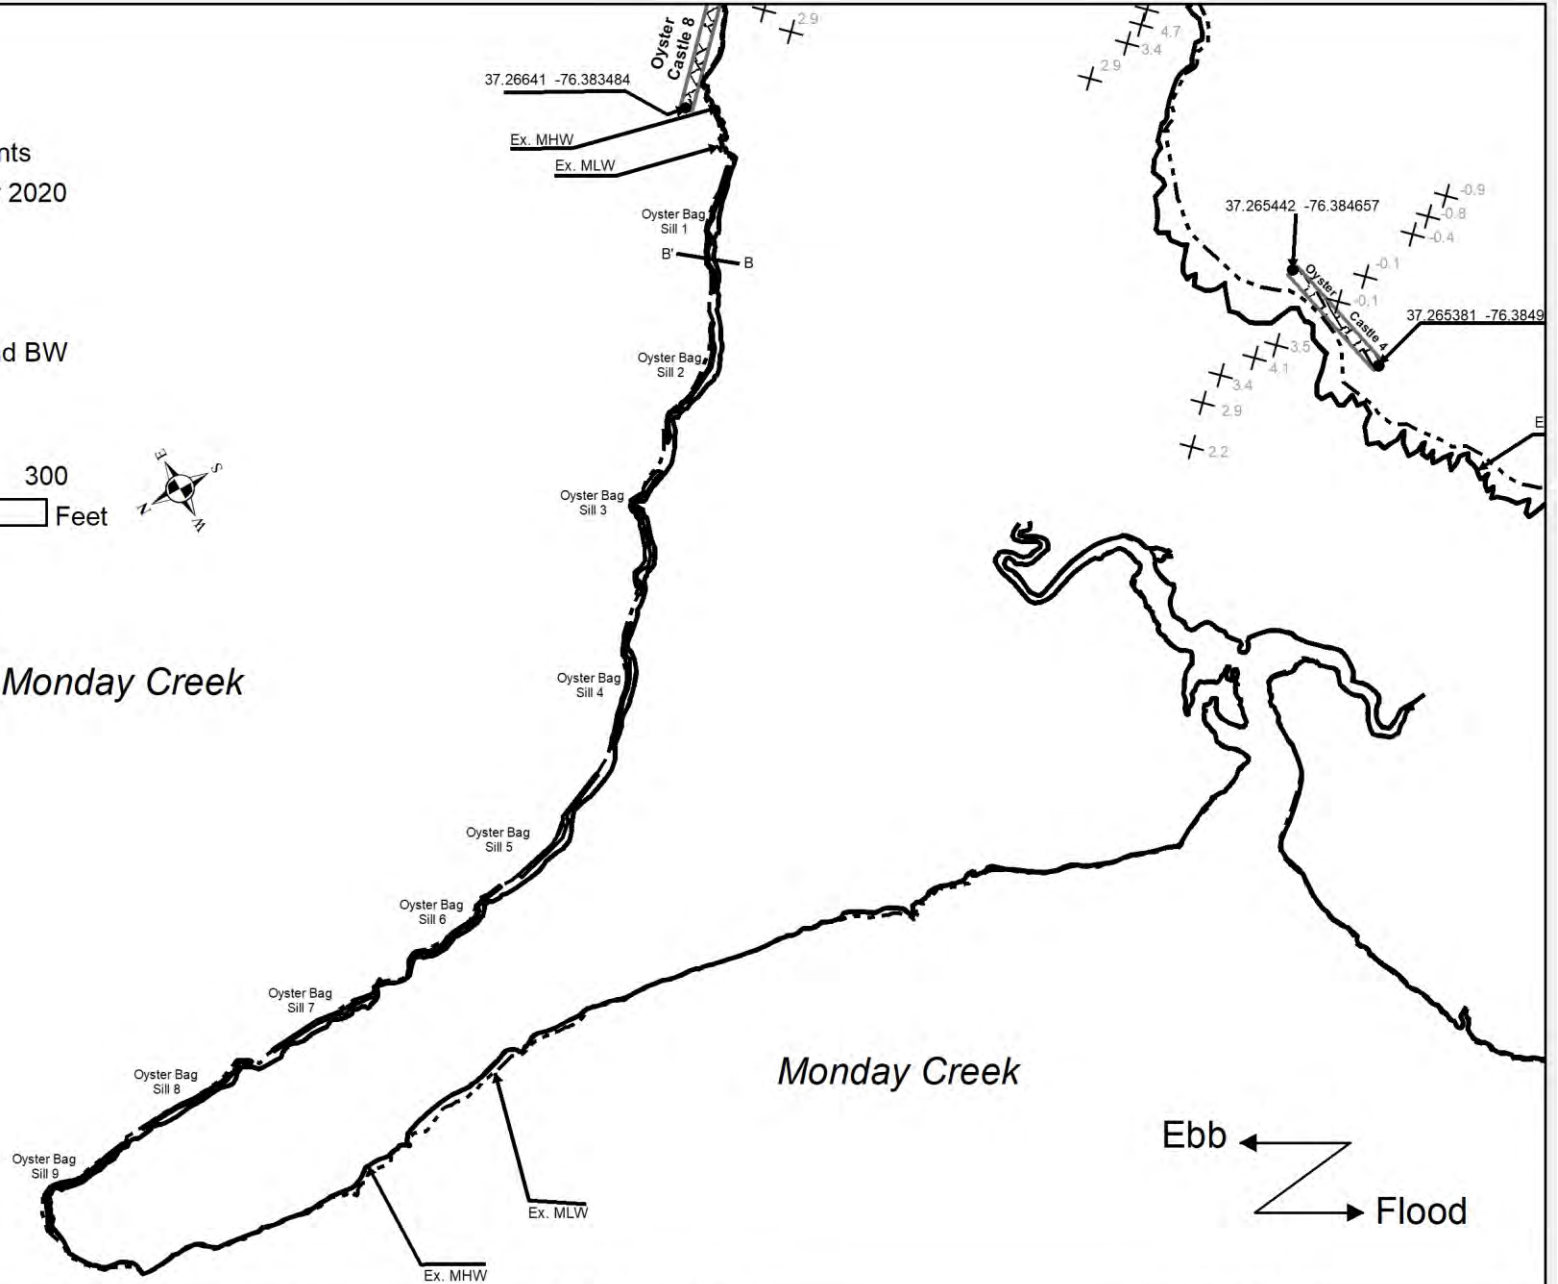 Oyster
Castle 8
2.9
4.7
3.4
2.9
37.26641 -76.383484
Ex. MHW
Ex. MLW
nts
2020
-0.9
-0.8
-0.4
37.265442 -76.384657
Oyster Bag
Sill 1
B'
B
-0.1
-0.1
Oyster
Castle 4
37.265381 -76.3849
d BW
Oyster Bag
Sill 2
3.5
4.1
3.4
2.9
2.2
E
300
Feet
E
S
N
W
Oyster Bag
Sill 3
Monday Creek
Oyster Bag
Sill 4
Oyster Bag
Sill 5
Oyster Bag
Sill 6
Oyster Bag
Sill 7
Oyster Bag
Sill 8
Monday Creek
Ebb
Oyster Bag
Sill 9
Ex. MLW
Flood
Ex. MHW